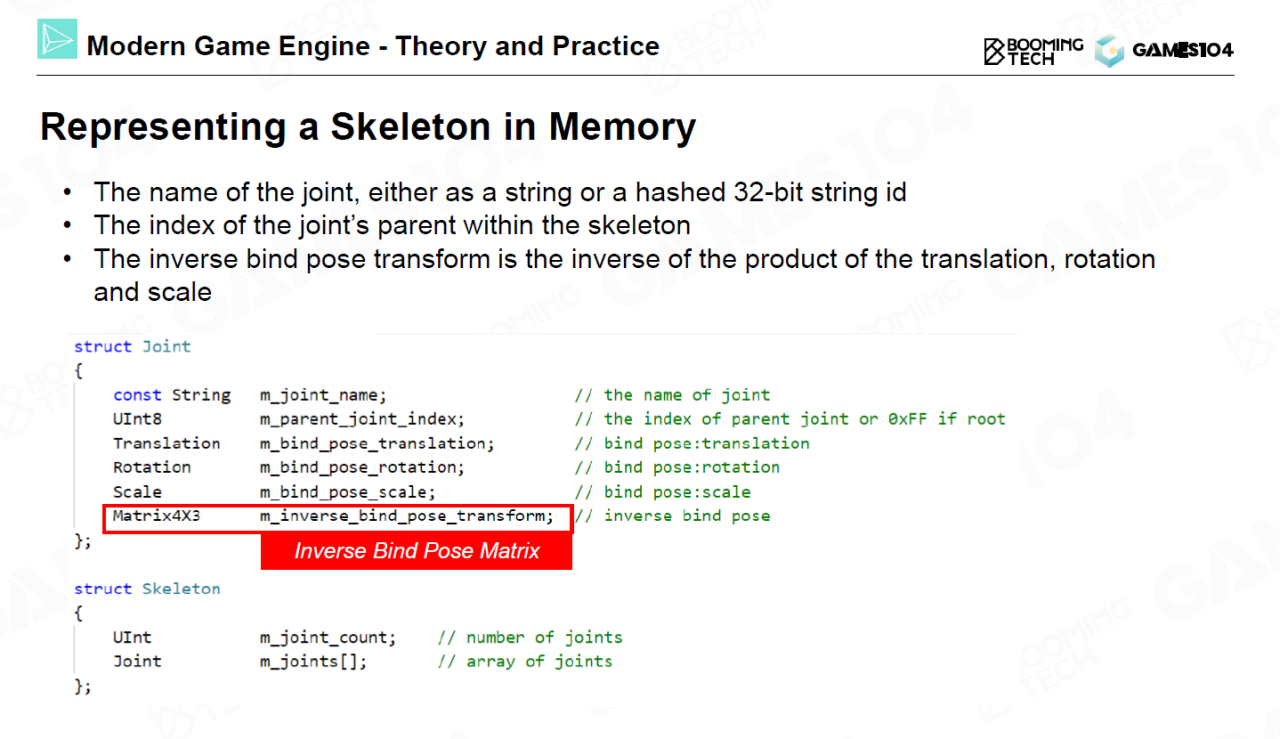 Modern Game Engine - Theory and Practice
BOOMING
TECH
GAMES104
Representing a Skeleton in Memory
• The name of the joint, either as a string or a hashed 32-bit string id
• The index of the joint’s parent within the skeleton
• The inverse bind pose transform is the inverse of the product of the translation, rotation
and scale
struct Joint
{
const String m_joint_name; // the name of joint
UInt8 m_parent_joint_index; // the index of parent joint or 0xFF if root
Translation m_bind_pose_translation; // bind pose:translation
Rotation m_bind_pose_rotation; // bind pose:rotation
Scale m_bind_pose_scale; // bind pose:scale
Matrix4X3 m_inverse_bind_pose_transform; // inverse bind pose
};
Inverse Bind Pose Matrix
struct Skeleton
{
UInt m_joint_count; // number of joints
Joint m_joints[]; // array of joints
};